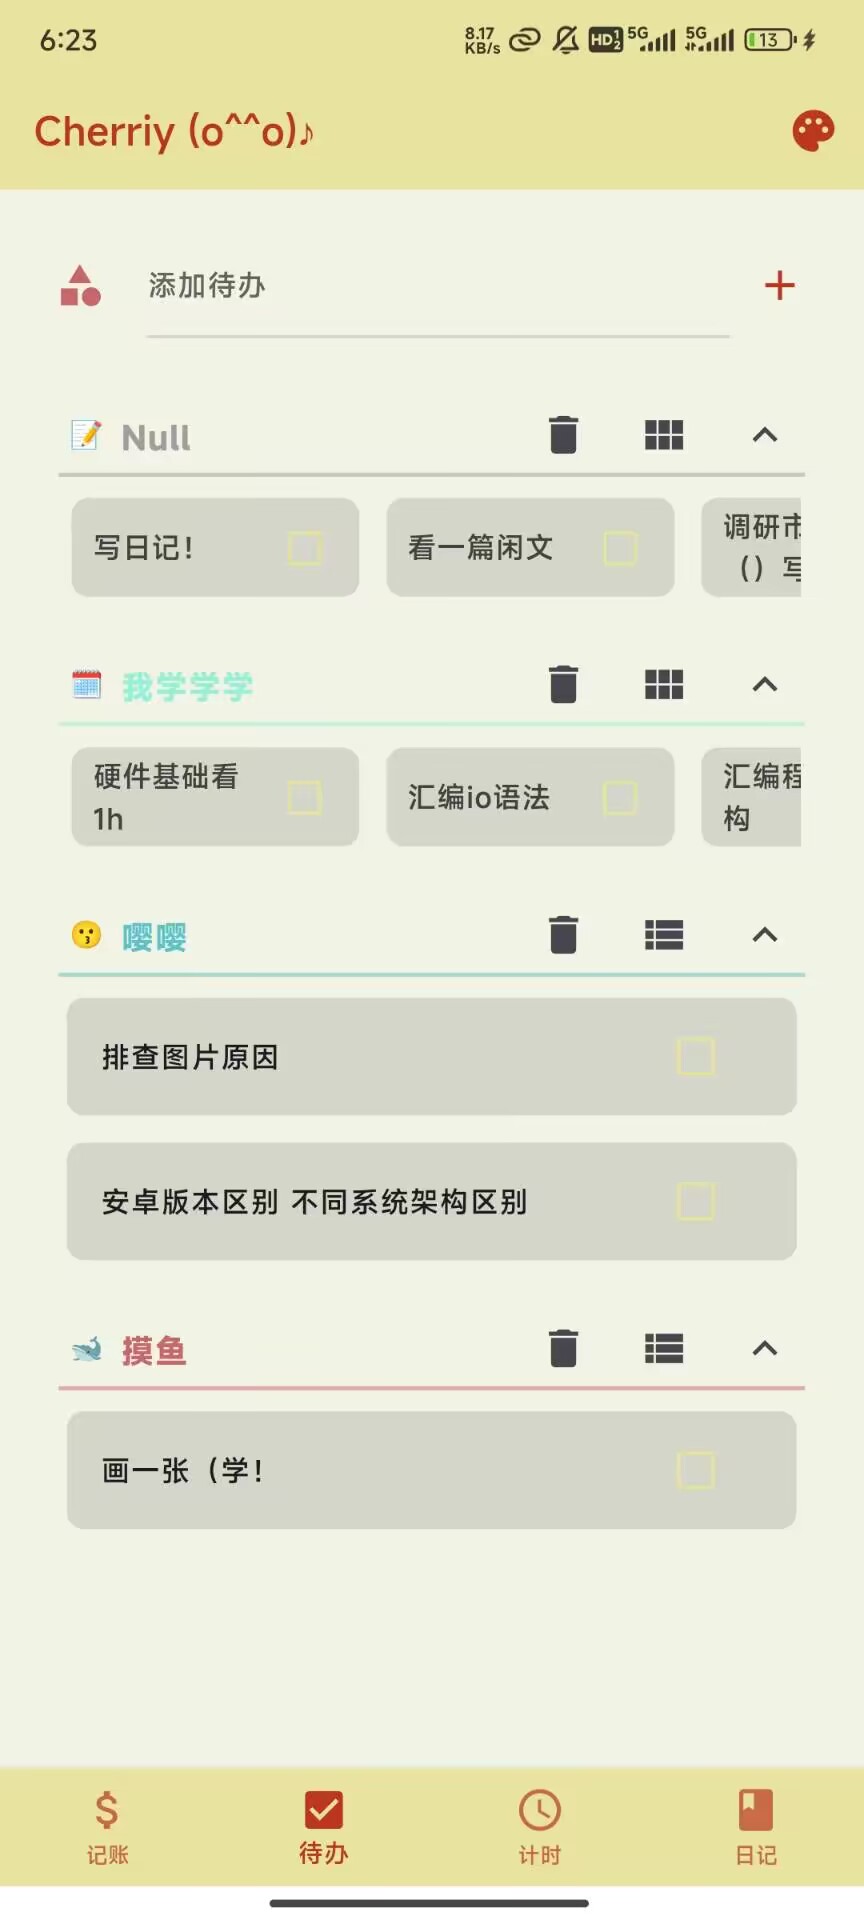 6:23
8.17 KB/s HD 1 2 5G 5G 13
Cherriy (o^^o)♪
添加待办
Null
写日记！
看一篇闲文
调研市
（）写
我学学学
硬件基础看
1h
汇编io语法
汇编程
构
嘤嘤
排查图片原因
安卓版本区别 不同系统架构区别
摸鱼
画一张（学！
记账
待办
计时
日记